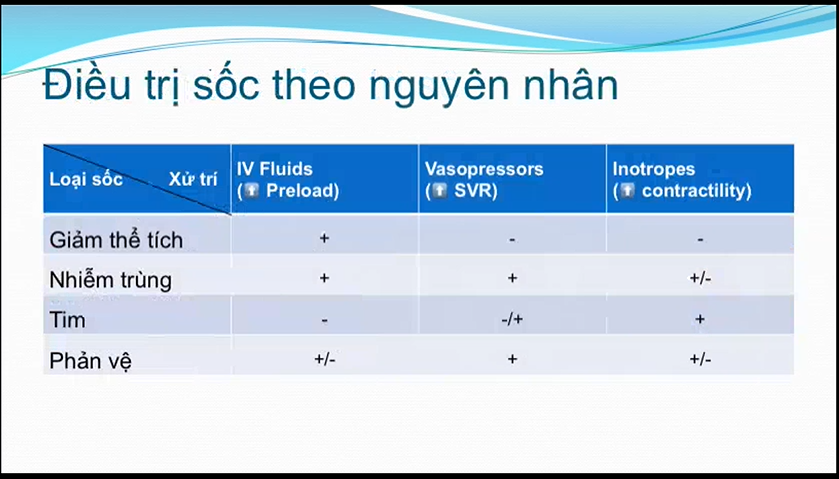 Điều trị sốc theo nguyên nhân
Loại sốc Xử trí
IV Fluids
(⬆ Preload)
Vasopressors
(⬆ SVR)
Inotropes
(⬆ contractility)
Giảm thể tích + - -
Nhiễm trùng + + +/-
Tim - -/+ +
Phản vệ +/- + +/-